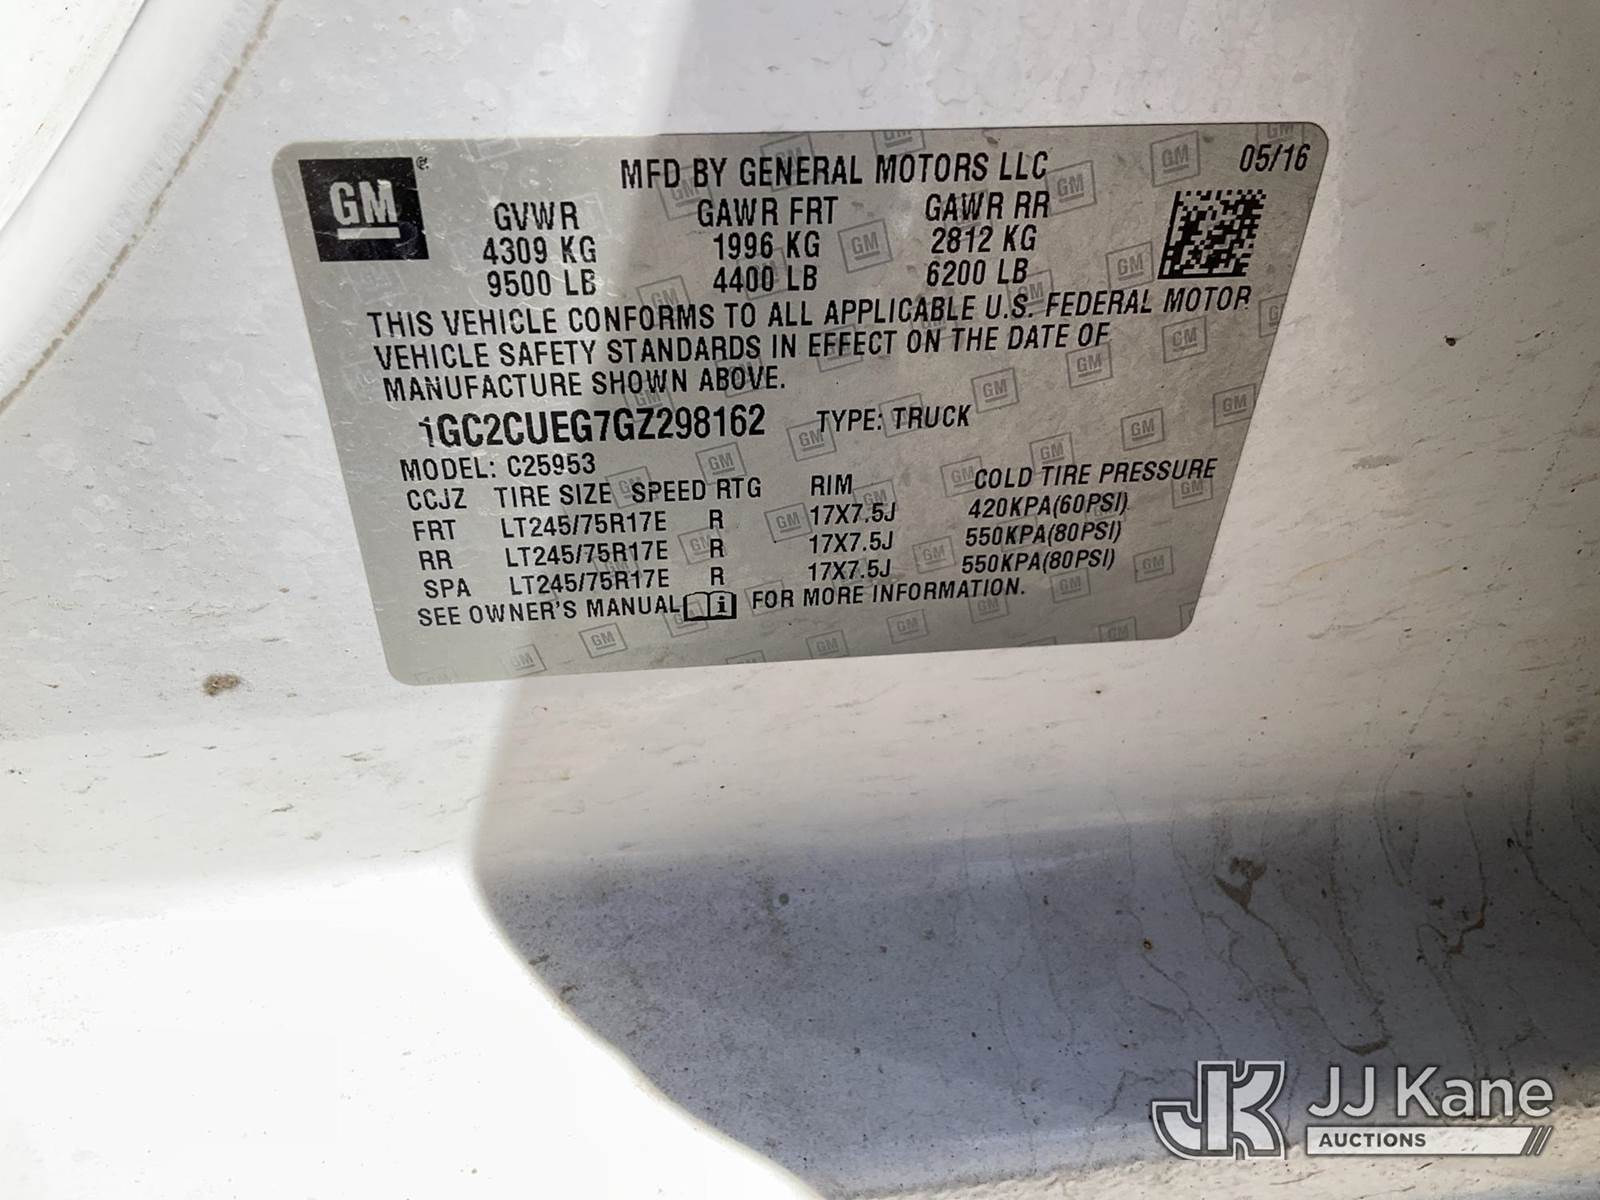 GM
MFD BY GENERAL MOTORS LLC 05/16
GVWR GAWR FRT GAWR RR
4309 KG 1996 KG 2812 KG
9500 LB 4400 LB 6200 LB
THIS VEHICLE CONFORMS TO ALL APPLICABLE U.S. FEDERAL MOTOR
VEHICLE SAFETY STANDARDS IN EFFECT ON THE DATE OF
MANUFACTURE SHOWN ABOVE.
1GC2CUEG7GZ298162 TYPE: TRUCK
MODEL: C25953
CCJZ TIRE SIZE SPEED RTG RIM COLD TIRE PRESSURE
FRT LT245/75R17E R 17X7.5J 420KPA(60PSI)
RR LT245/75R17E R 17X7.5J 550KPA(80PSI)
SPA LT245/75R17E R 17X7.5J 550KPA(80PSI)
SEE OWNER'S MANUAL i FOR MORE INFORMATION.
JK JJ Kane
AUCTIONS